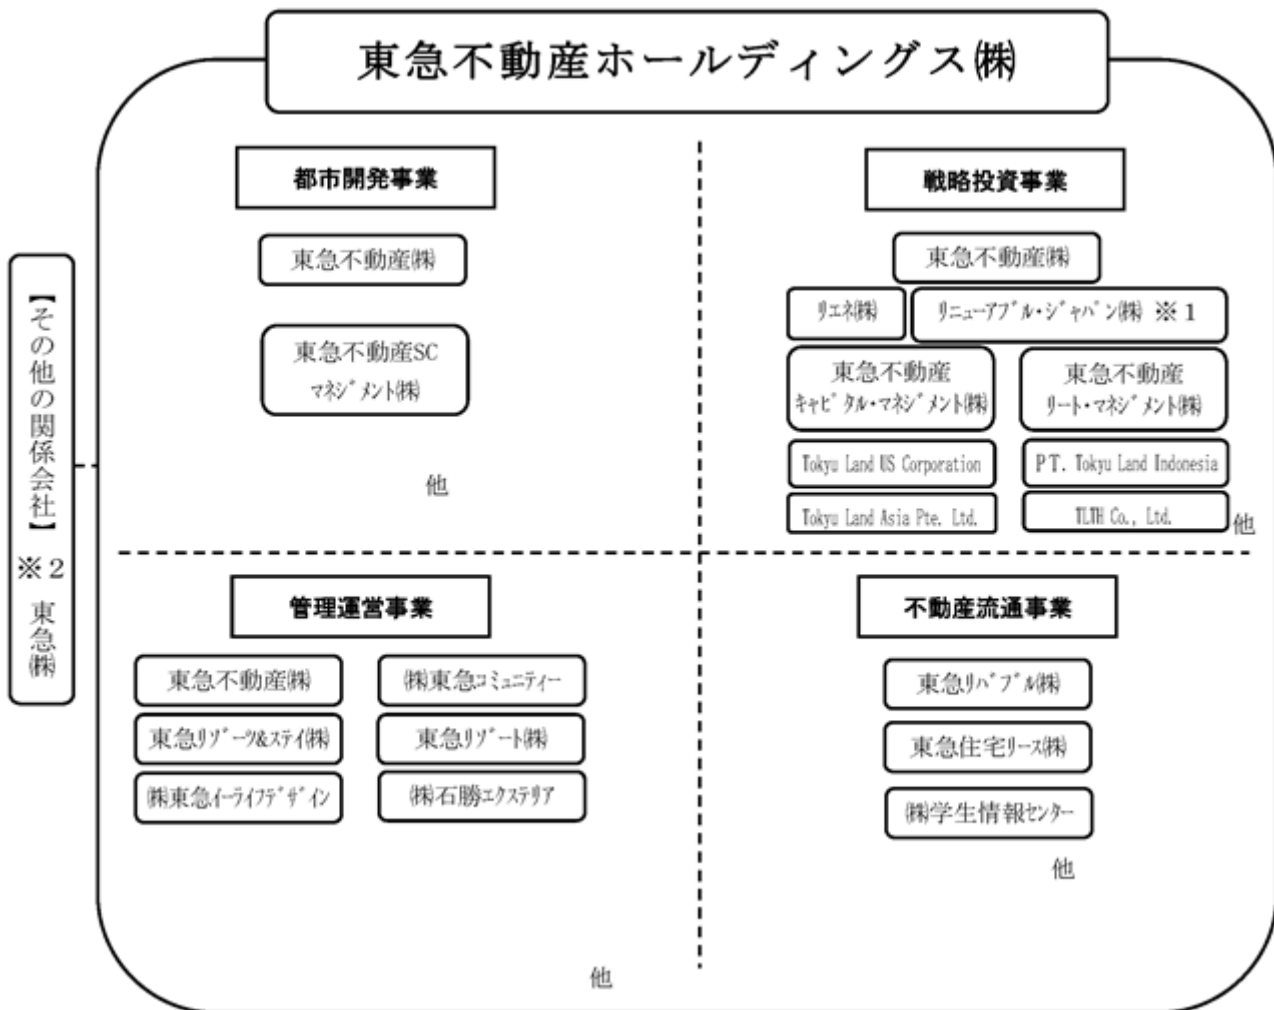 東急不動産ホールディングス㈱
【その他の関係会社】
※2
東急㈱
都市開発事業
東急不動産㈱
東急不動産SC
ﾏﾈｼﾞﾒﾝﾄ㈱
他
戦略投資事業
東急不動産㈱
ﾘｴﾈ㈱
ﾘﾆｭｰｱﾌﾞﾙ・ｼﾞｬﾊﾟﾝ㈱ ※1
東急不動産
ｷｬﾋﾟﾀﾙ・ﾏﾈｼﾞﾒﾝﾄ㈱
東急不動産
ﾘｰﾄ・ﾏﾈｼﾞﾒﾝﾄ㈱
Tokyu Land US Corporation
PT. Tokyu Land Indonesia
Tokyu Land Asia Pte. Ltd.
TLTH Co., Ltd.
他
管理運営事業
東急不動産㈱
㈱東急ｺﾐｭﾆﾃｨｰ
東急ﾘｿﾞｰﾂ&ｽﾃｲ㈱
東急ﾘｿﾞｰﾄ㈱
㈱東急ｲｰﾗｲﾌﾃﾞｻﾞｲﾝ
㈱石勝ｴｸｽﾃﾘｱ
他
不動産流通事業
東急ﾘﾊﾞﾌﾞﾙ㈱
東急住宅ﾘｰｽ㈱
㈱学生情報ｾﾝﾀｰ
他